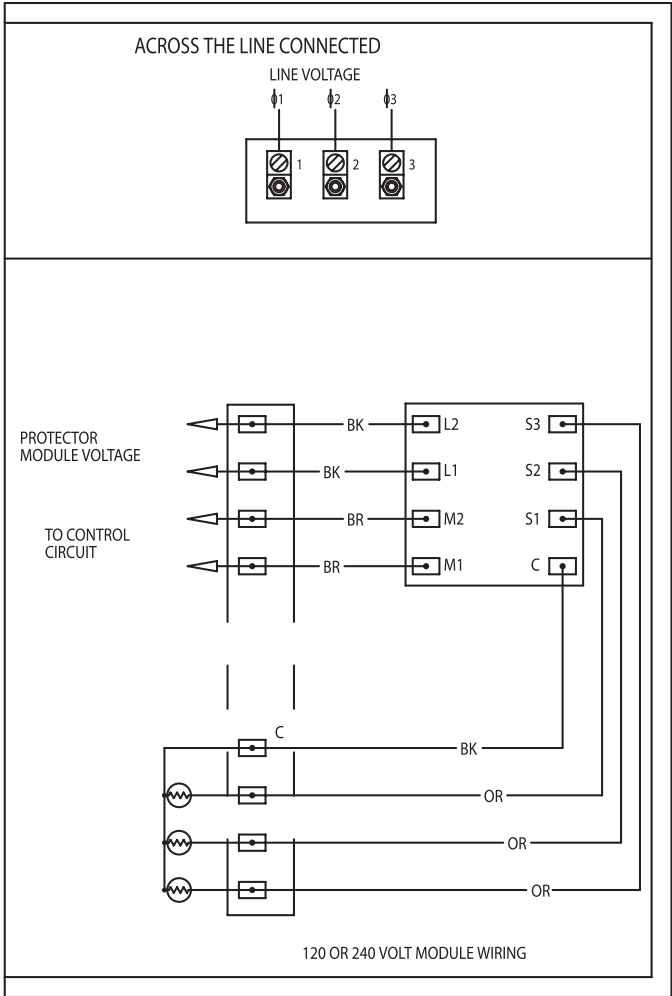 ACROSS THE LINE CONNECTED
LINE VOLTAGE
ϕ1 ϕ2 ϕ3
1 2 3
BK L2 S3
PROTECTOR
MODULE VOLTAGE
BK L1 S2
BR M2 S1
TO CONTROL
CIRCUIT
BR M1 C
C
BK
OR
OR
OR
120 OR 240 VOLT MODULE WIRING